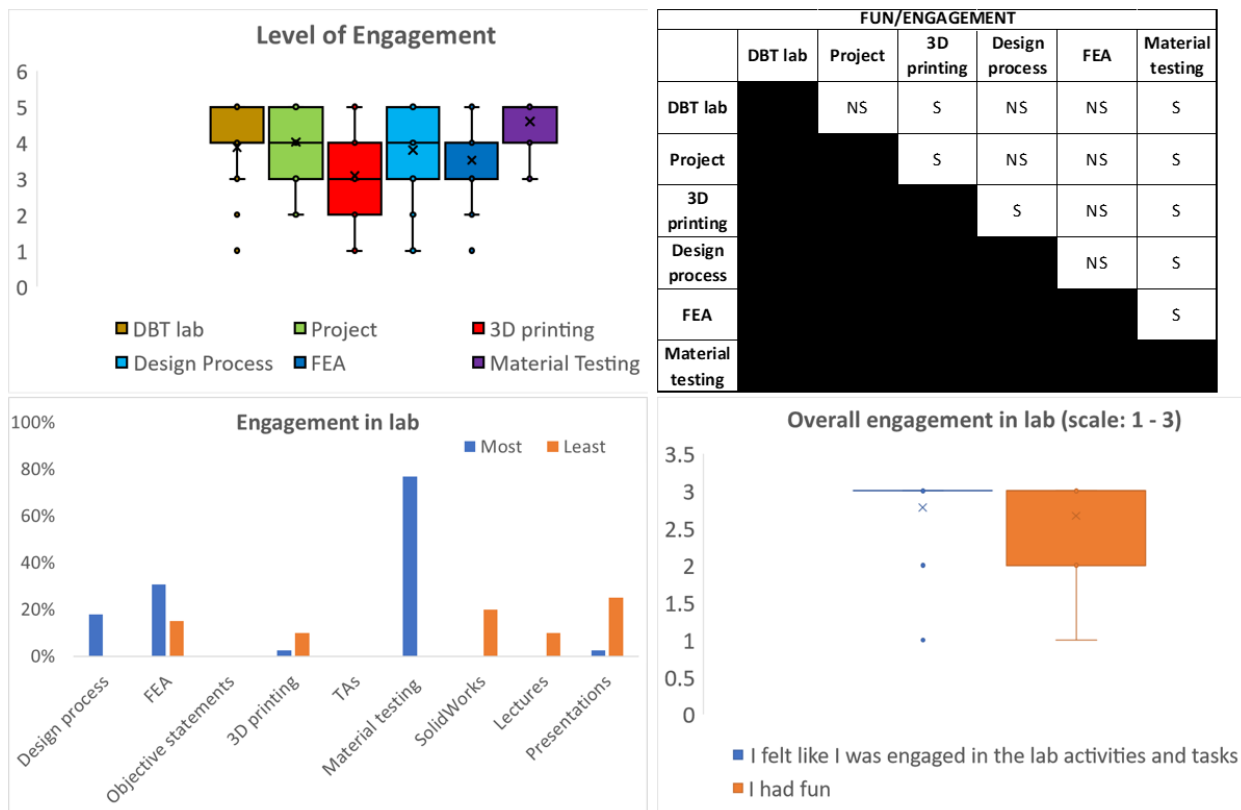 Level of Engagement
6
5
4
3
2
1
0
DBT lab Project 3D printing
Design Process FEA Material Testing
FUN/ENGAGEMENT
DBT lab Project 3D printing Design process FEA Material testing
DBT lab NS S NS NS S
Project S NS NS S
3D printing S NS S
Design process NS S
FEA S
Material testing
Engagement in lab
Most Least
100%
80%
60%
40%
20%
0%
Design process FEA Objective statements 3D printing TAs Material testing SolidWorks Lectures Presentations
Overall engagement in lab (scale: 1 - 3)
3.5
3
2.5
2
1.5
1
0.5
0
I felt like I was engaged in the lab activities and tasks
I had fun